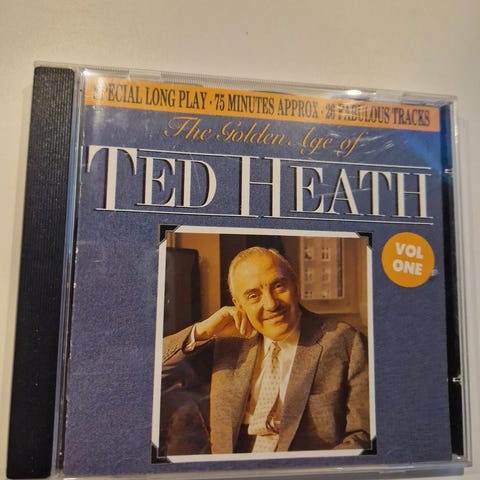 SPECIAL LONG PLAY · 75 MINUTES APPROX · 26 FABULOUS TRACKS
The Golden Age of
TED HEATH
VOL
ONE